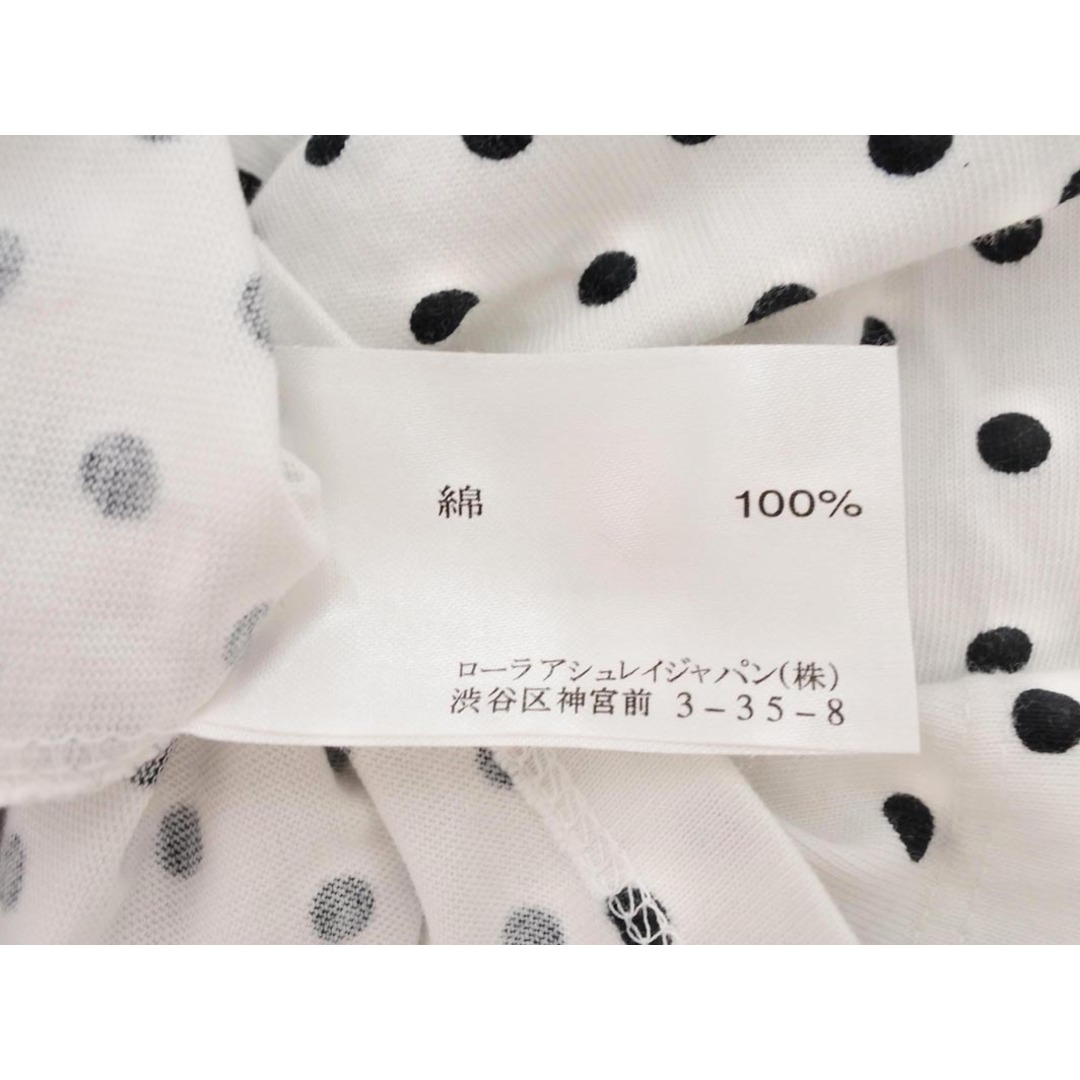 綿 100%
ローラアシュレイジャパン(株)
渋谷区神宮前 3-35-8